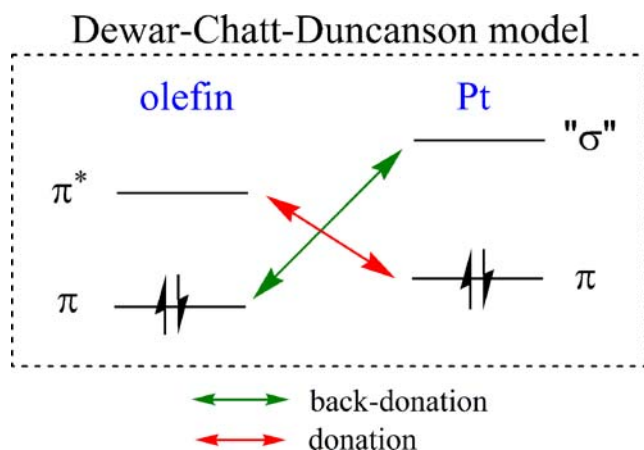 Dewar-Chatt-Duncanson model
olefin Pt
"σ"
π*
π π
back-donation
donation